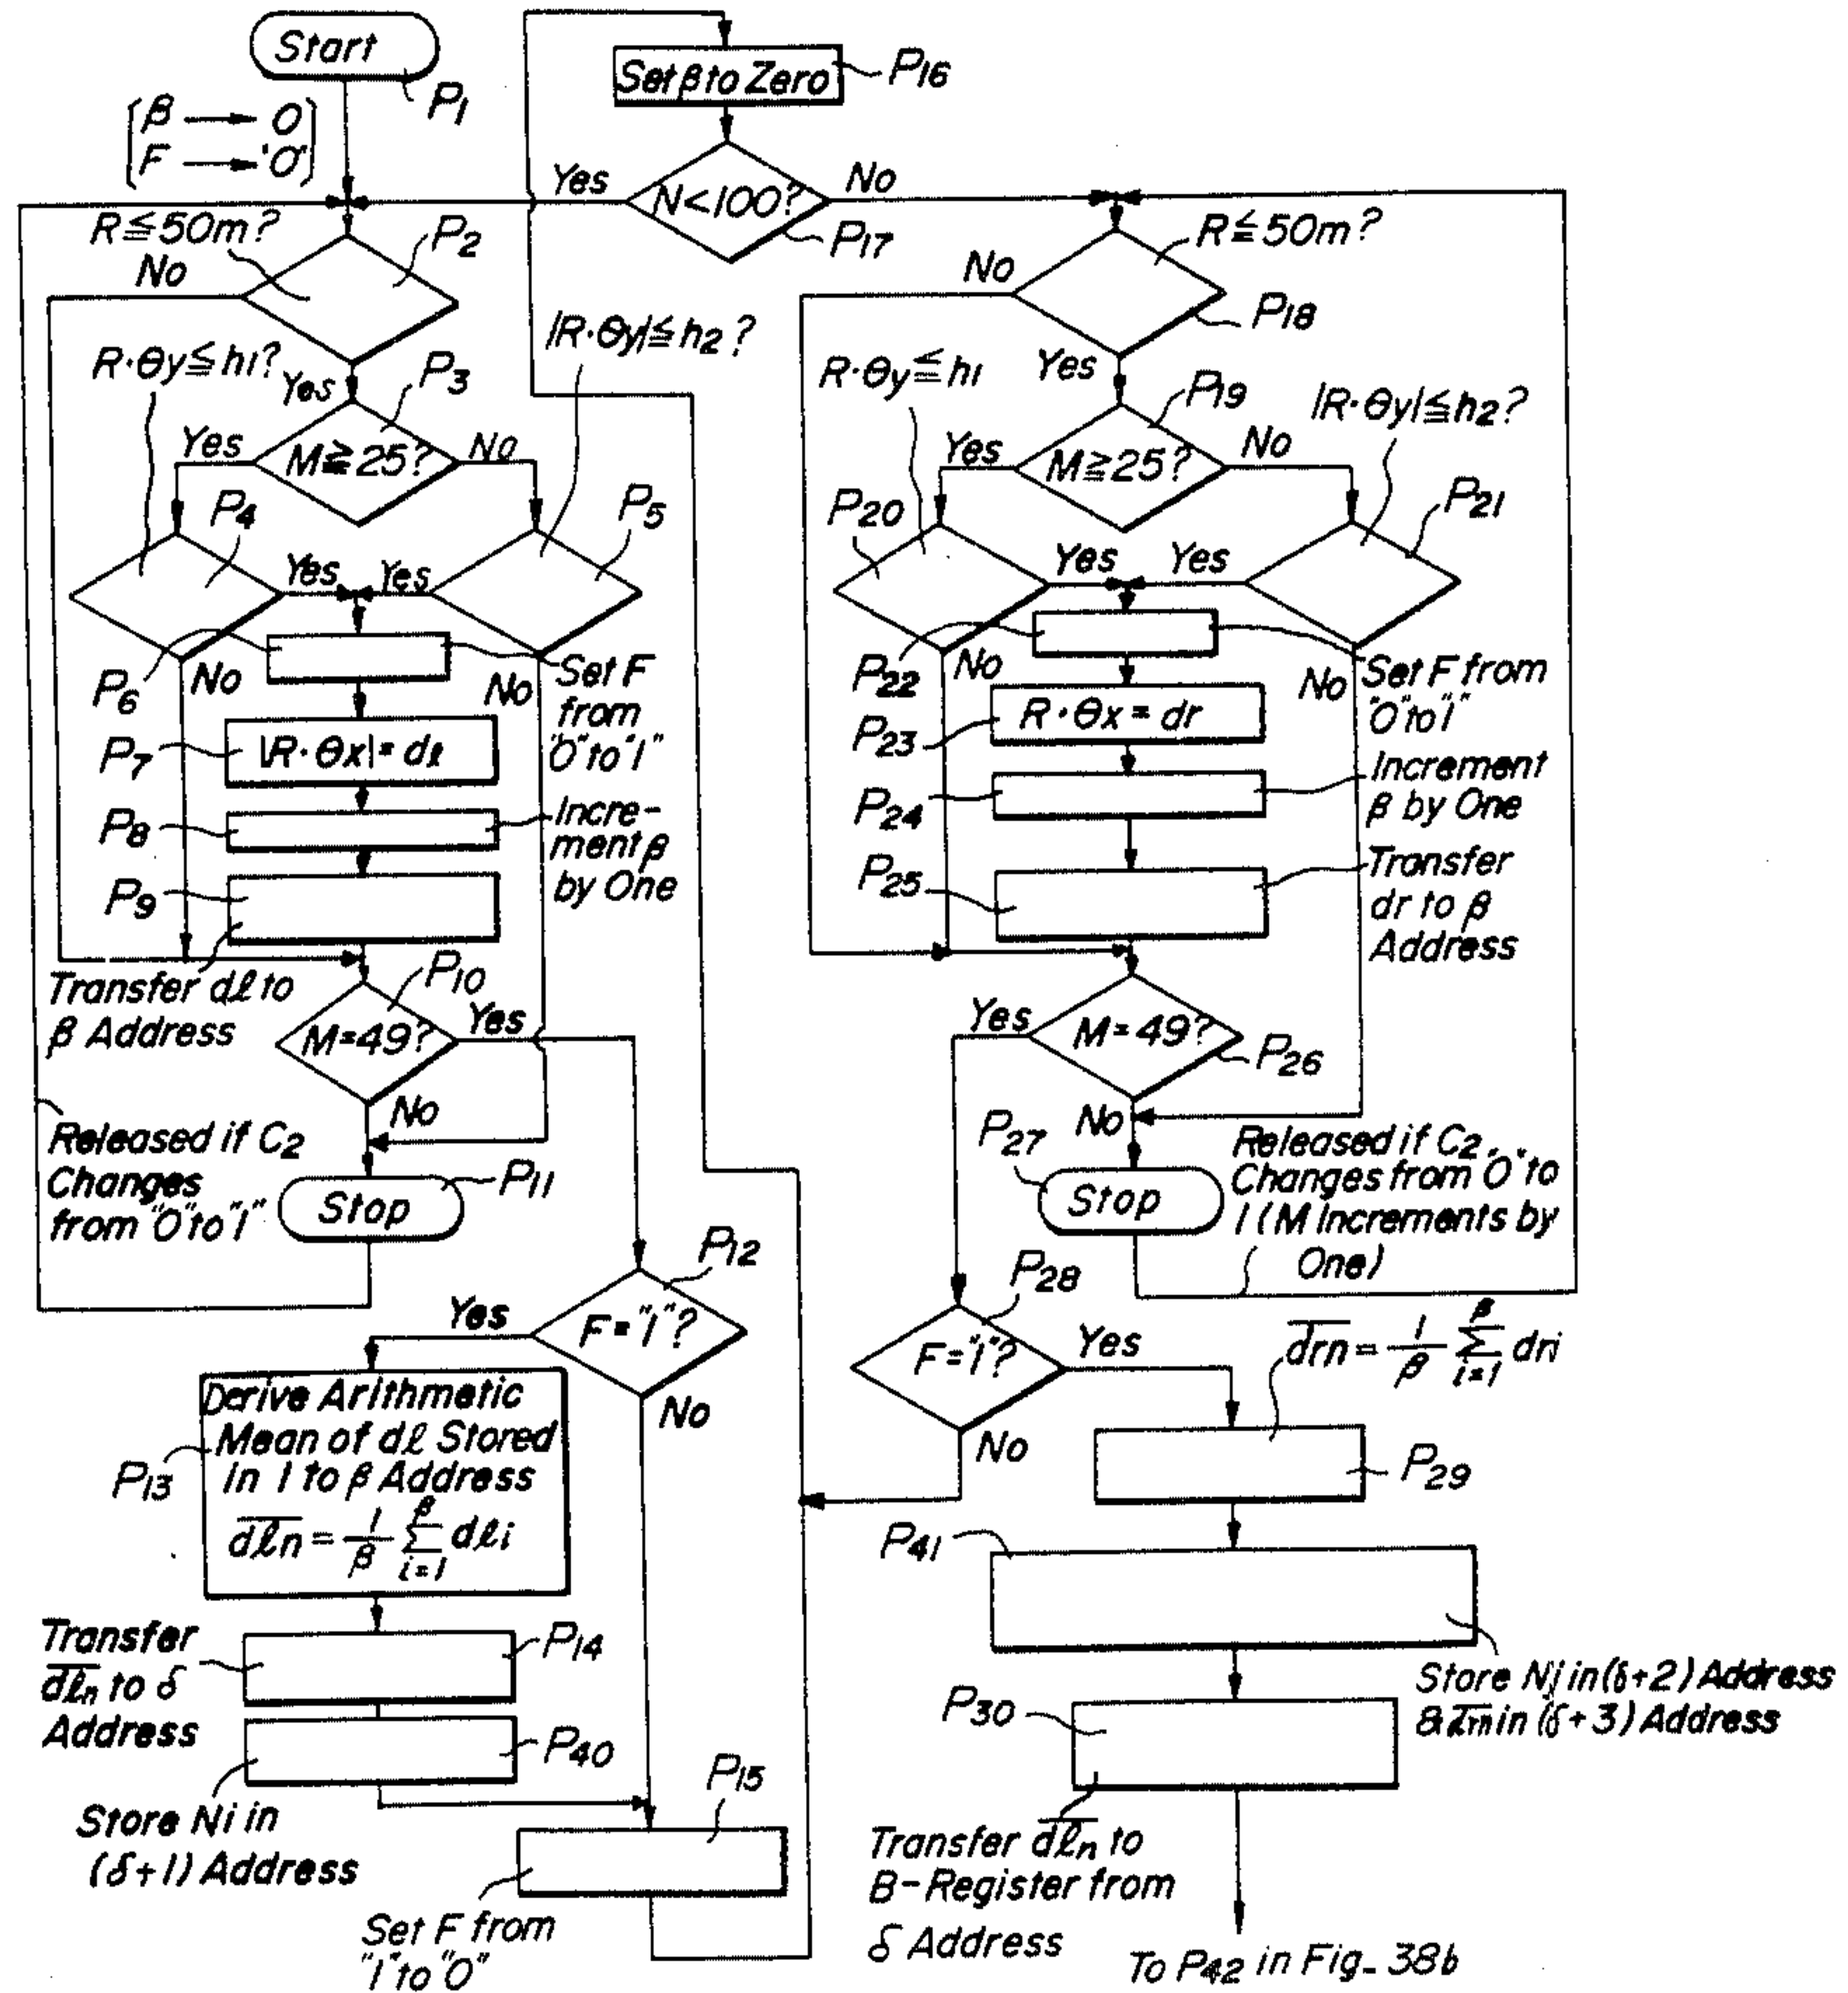 Start
P1
β → 0
F → "0"
Set β to Zero
P16
Yes
N<100?
No
P17
R≦50m?
P2
No
R≦50m?
No
P18
|R·θy|≦h2?
R·θy≦h1?
Yes
P3
R·θy≦h1
Yes
P19
|R·θy|≦h2?
Yes
M≧25?
No
Yes
M≧25?
No
P4
P5
P20
P21
Yes
Yes
Yes
Yes
P6
No
No
Set F
from
"0" to "1"
P22
No
No
Set F from
"0" to "1"
P7
|R·θx|=dℓ
P23
R·θx=dr
P8
Incre-
ment β
by One
P24
Increment
β by One
P9
P25
Transfer
dr to β
Address
Transfer dℓ to
β Address
P10
M=49?
Yes
No
Yes
M=49?
P26
No
Released if C2
Changes
from "0" to "1"
Stop
P11
P27
Stop
Released if C2
Changes from "0" to
1 (M Increments by
One)
P12
Yes
F="1"?
No
P28
F="1"?
Yes
No
drn = 1/β Σ i=1 β dri
P29
Derive Arithmetic
Mean of dℓ Stored
in 1 to β Address
dℓn = 1/β Σ i=1 β dℓi
P13
P41
Store Nj in (δ+2) Address
& drn in (δ+3) Address
Transfer
dℓn to δ
Address
P14
P40
Store Ni in
(δ+1) Address
P15
Set F from
"1" to "0"
P30
Transfer dℓn to
B-Register from
δ Address
To P42 in Fig_ 38b